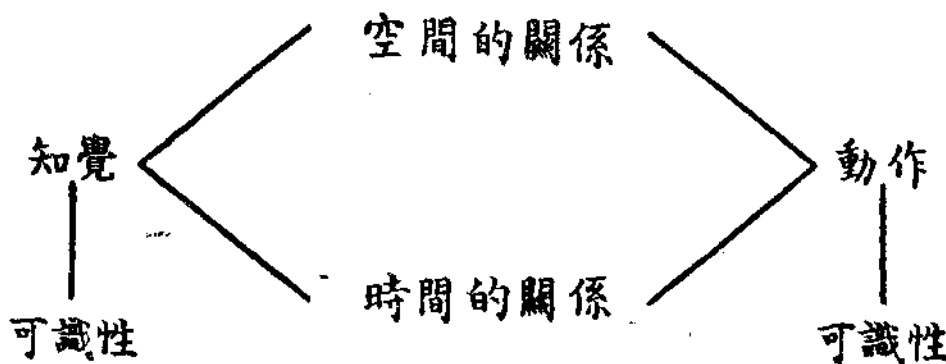 空間的關係
知覺
動作
時間的關係
可識性
可識性